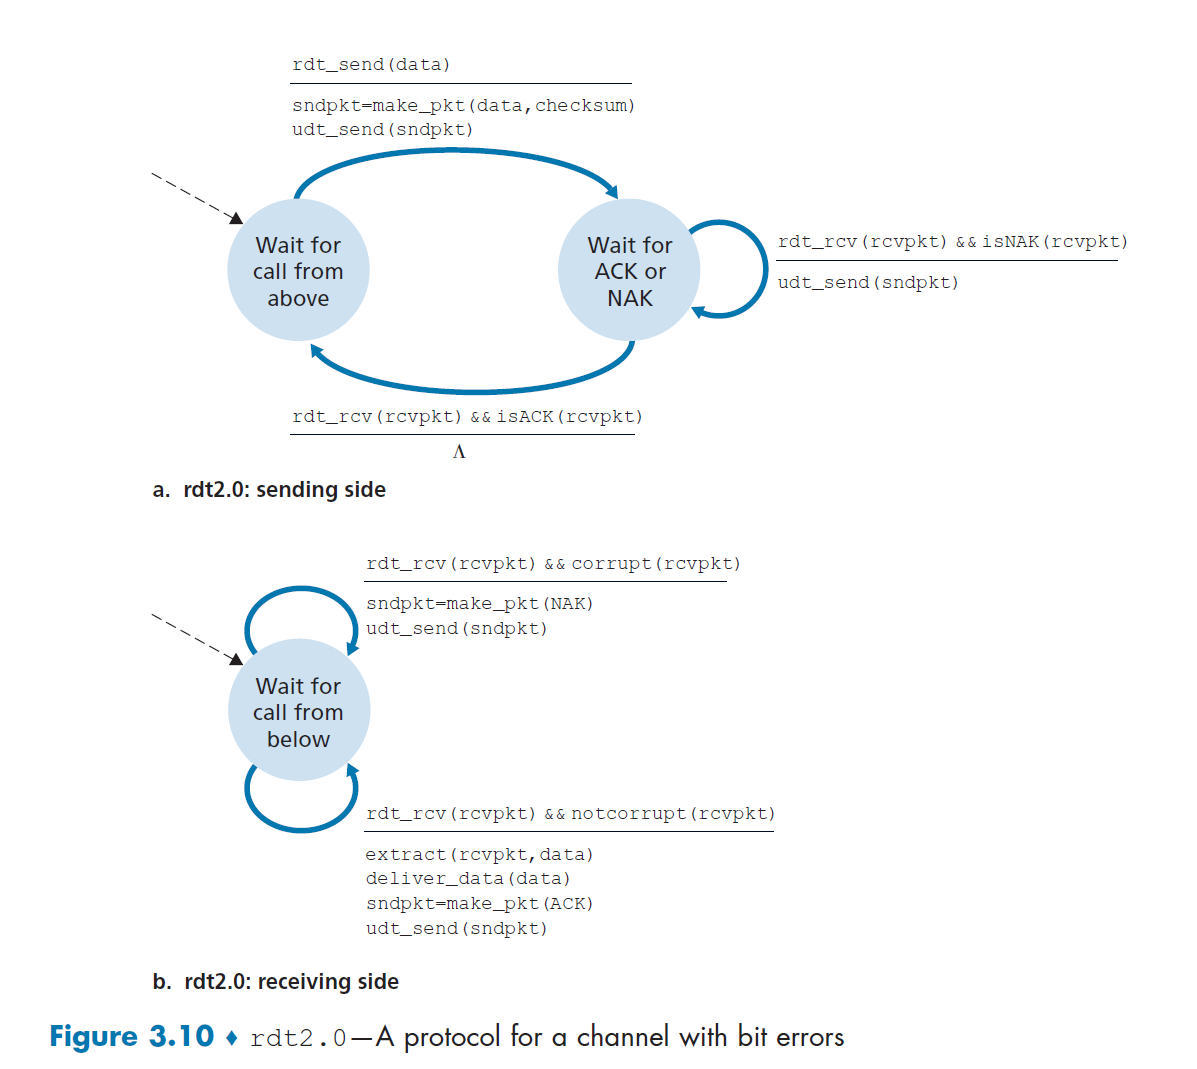 rdt_send(data)
sndpkt=make_pkt(data,checksum)
udt_send(sndpkt)
Wait for
call from
above
Wait for
ACK or
NAK
rdt_rcv(rcvpkt) && isNAK(rcvpkt)
udt_send(sndpkt)
rdt_rcv(rcvpkt) && isACK(rcvpkt)
Λ
a. rdt2.0: sending side
rdt_rcv(rcvpkt) && corrupt(rcvpkt)
sndpkt=make_pkt(NAK)
udt_send(sndpkt)
Wait for
call from
below
rdt_rcv(rcvpkt) && notcorrupt(rcvpkt)
extract(rcvpkt,data)
deliver_data(data)
sndpkt=make_pkt(ACK)
udt_send(sndpkt)
b. rdt2.0: receiving side
Figure 3.10 ♦ rdt2.0—A protocol for a channel with bit errors